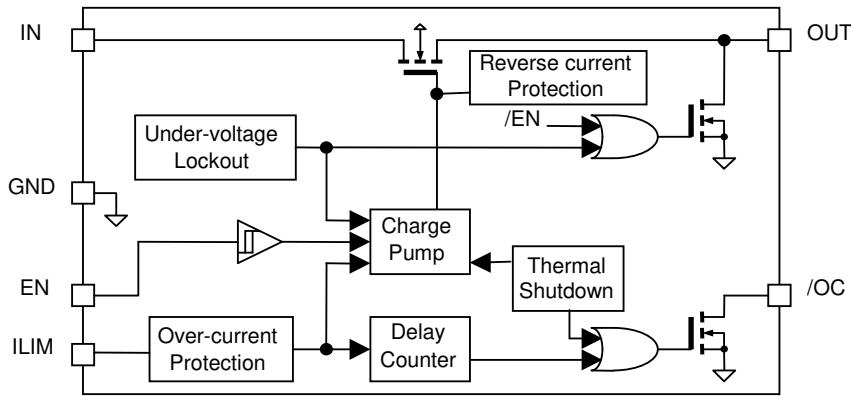 IN
OUT
Reverse current
Protection
/EN
Under-voltage
Lockout
GND
Charge
Pump
EN
Thermal
Shutdown
/OC
ILIM
Over-current
Protection
Delay
Counter